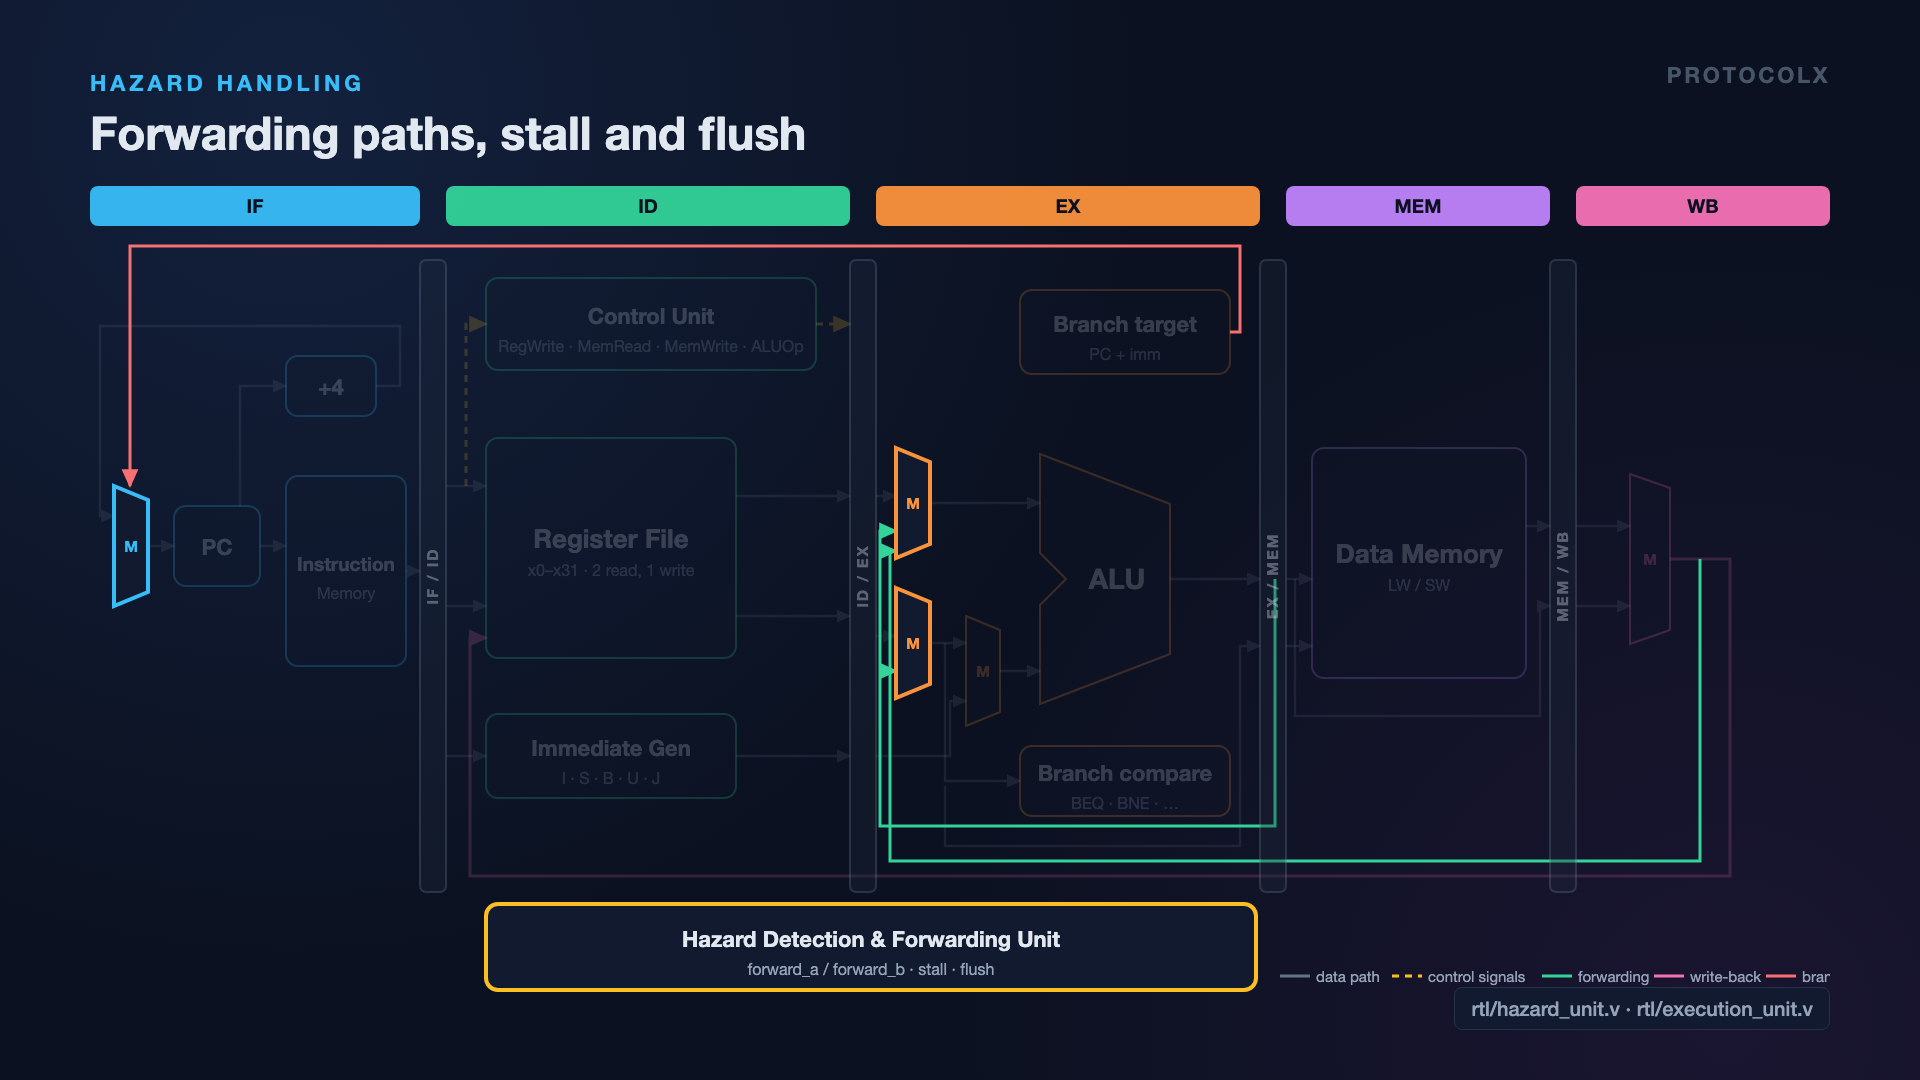 HAZARD HANDLING
PROTOCOLX
Forwarding paths, stall and flush
IF
ID
EX
MEM
WB
Control Unit
RegWrite · MemRead · MemWrite · ALUOp
Branch target
PC + imm
+4
M
PC
Instruction
Memory
IF / ID
Register File
x0–x31 · 2 read, 1 write
ID / EX
M
M
M
ALU
EX / MEM
Data Memory
LW / SW
MEM / WB
M
Immediate Gen
I · S · B · U · J
Branch compare
BEQ · BNE · …
Hazard Detection & Forwarding Unit
forward_a / forward_b · stall · flush
data path
control signals
forwarding
write-back
bran
rtl/hazard_unit.v · rtl/execution_unit.v